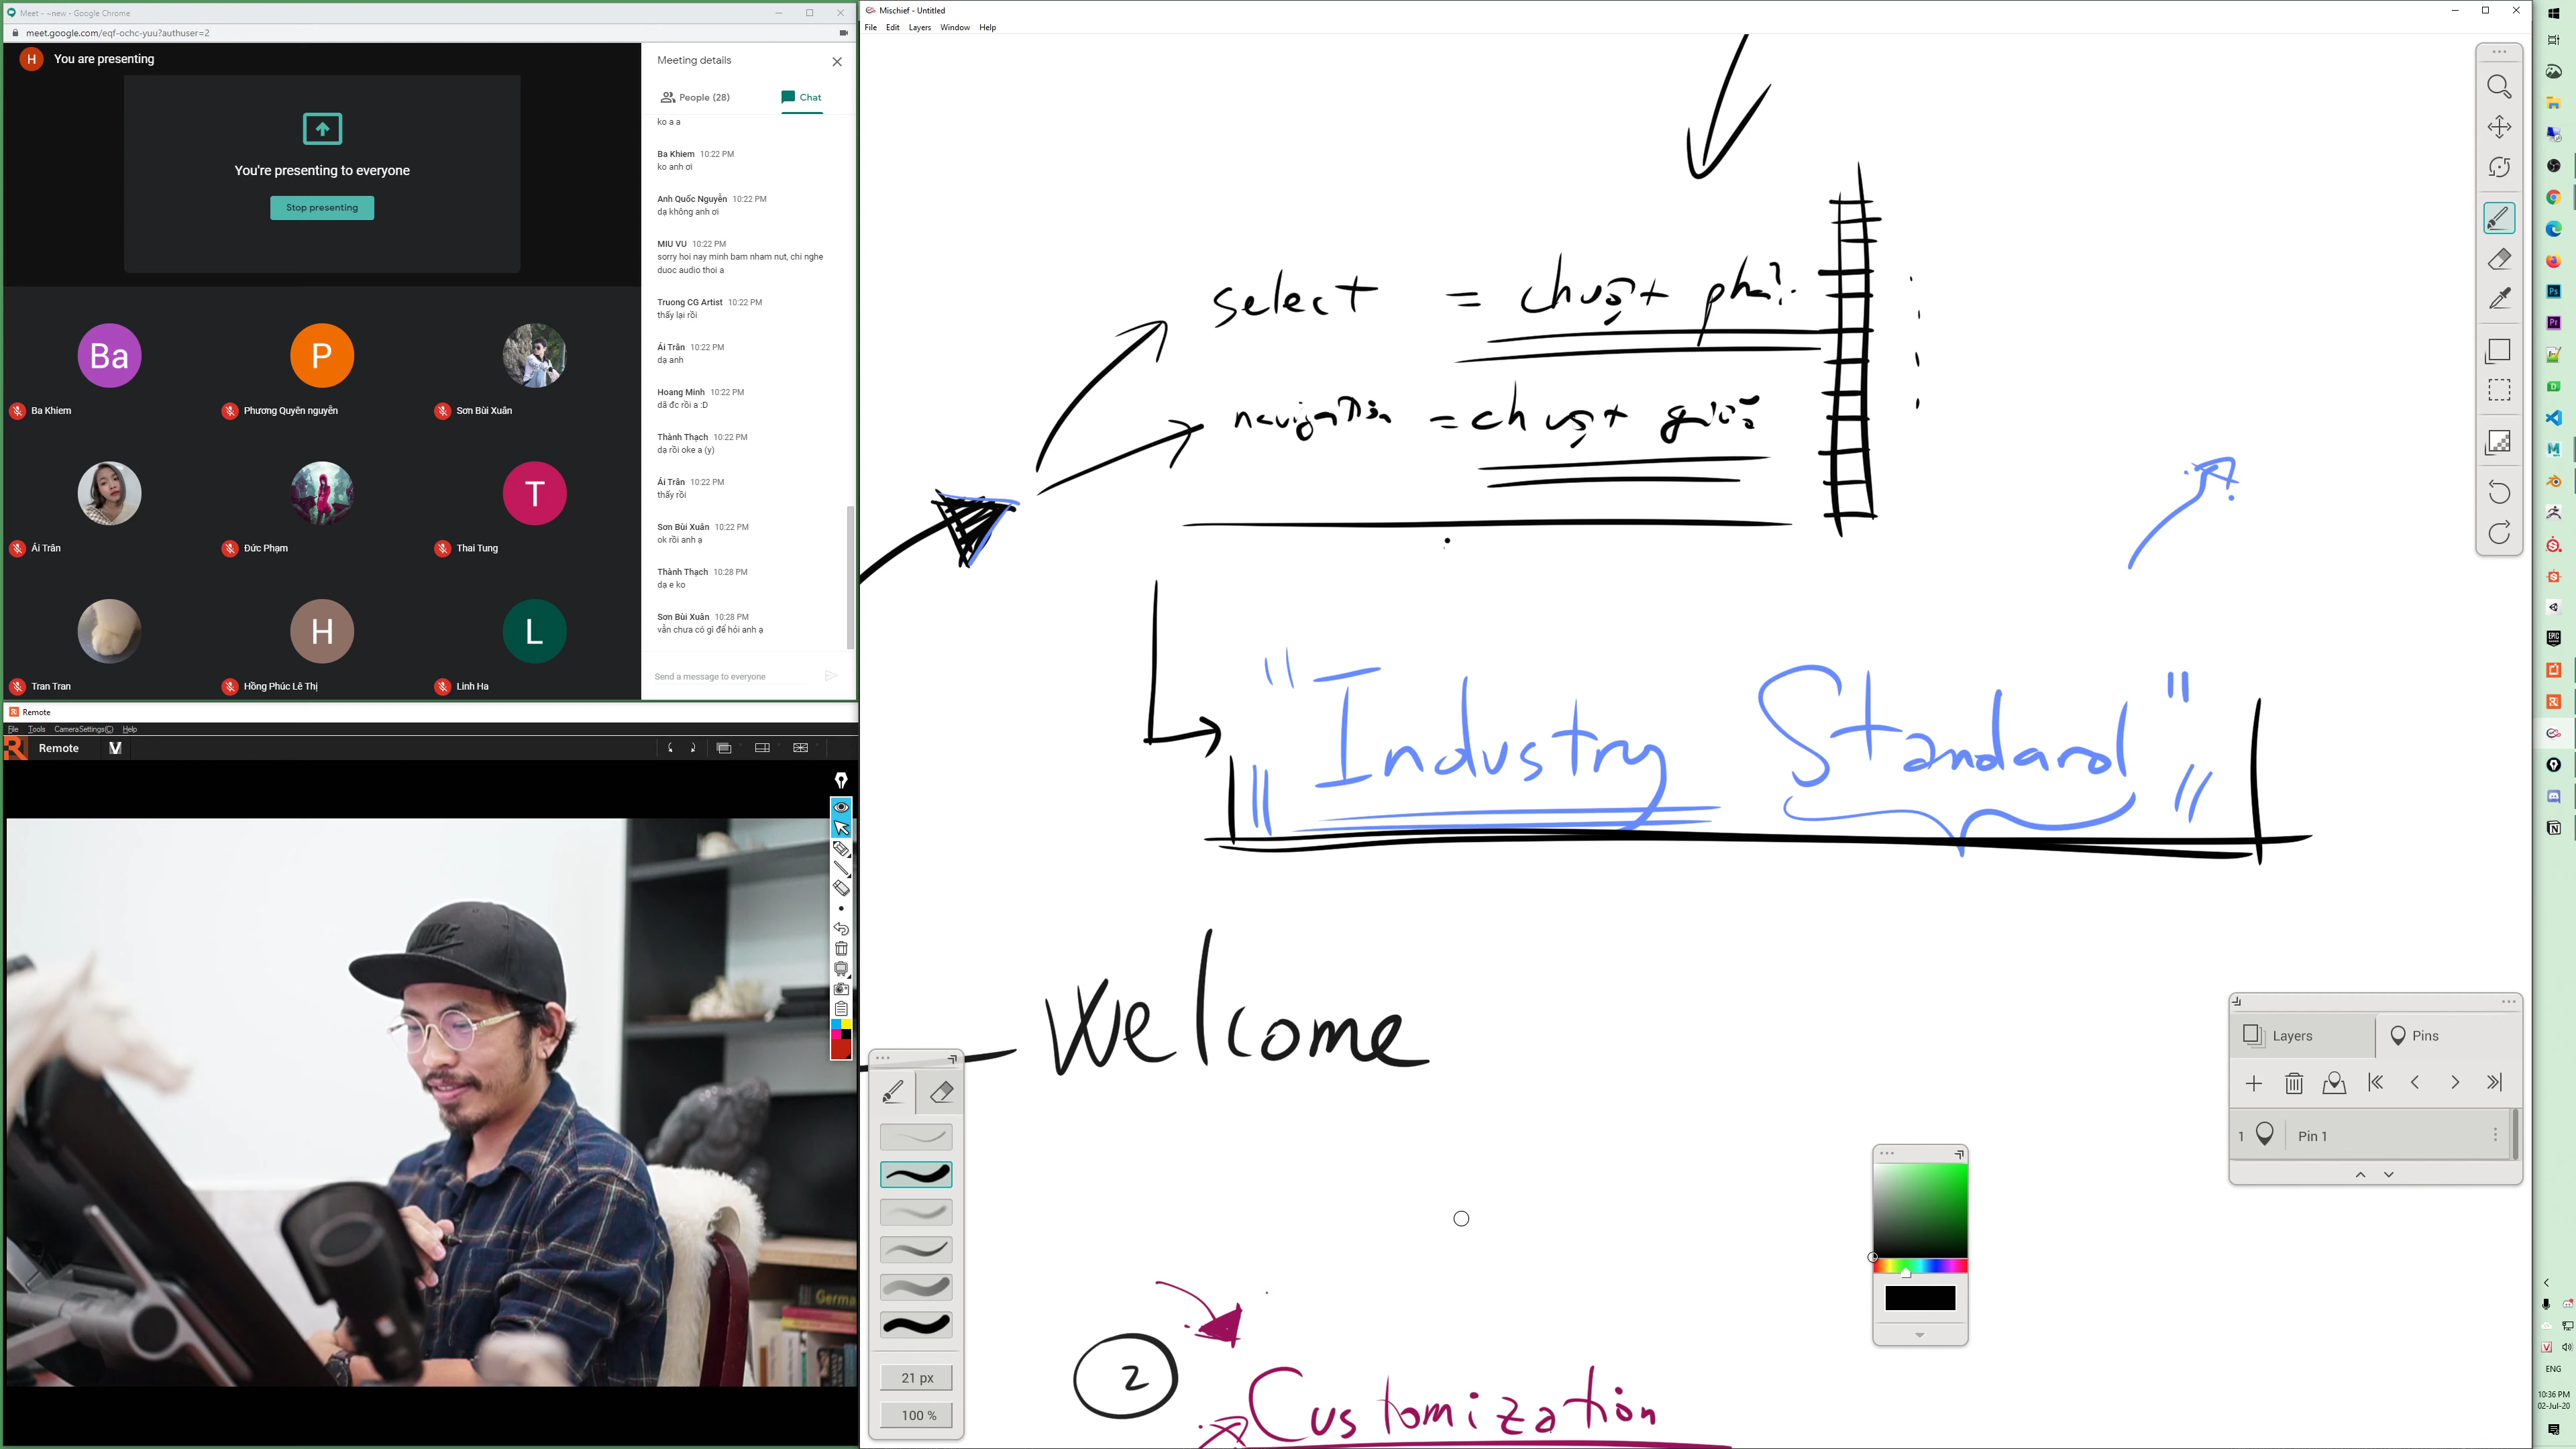 Meet - ~new - Google Chrome
meet.google.com/eqf-ochc-yuu?authuser=2
H You are presenting
You're presenting to everyone
Stop presenting
Ba
P
Ba Khiem
Phương Quyên nguyễn
Sơn Bùi Xuân
T
Ái Trân
Đức Phạm
Thai Tung
H
L
Tran Tran
Hồng Phúc Lê Thị
Linh Ha
Meeting details
People (28)
Chat
ko a a
Ba Khiem 10:22 PM
ko anh ơi
Anh Quốc Nguyễn 10:22 PM
dạ không anh ơi
MIU VU 10:22 PM
sorry hoi nay minh bam nham nut, chi nghe
duoc audio thoi a
Truong CG Artist 10:22 PM
thấy lại rồi
Ái Trân 10:22 PM
dạ anh
Hoang Minh 10:22 PM
dã đc rồi a :D
Thành Thạch 10:22 PM
dạ rồi oke a (y)
Ái Trân 10:22 PM
thấy rồi
Sơn Bùi Xuân 10:22 PM
ok rồi anh ạ
Thành Thạch 10:28 PM
dạ e ko
Sơn Bùi Xuân 10:28 PM
vẫn chưa có gì để hỏi anh ạ
Send a message to everyone
Remote
File Tools CameraSettings(C) Help
Remote
NIKE
Germa
Mischief - Untitled
File Edit Layers Window Help
select = chuột phải
navigation = chuột giữa
"Industry Standard"
Welcome
2
Customization
21 px
100 %
Layers
Pins
1 Pin 1
Ps
Pr
EPIC
ENG
10:36 PM
02-Jul-20